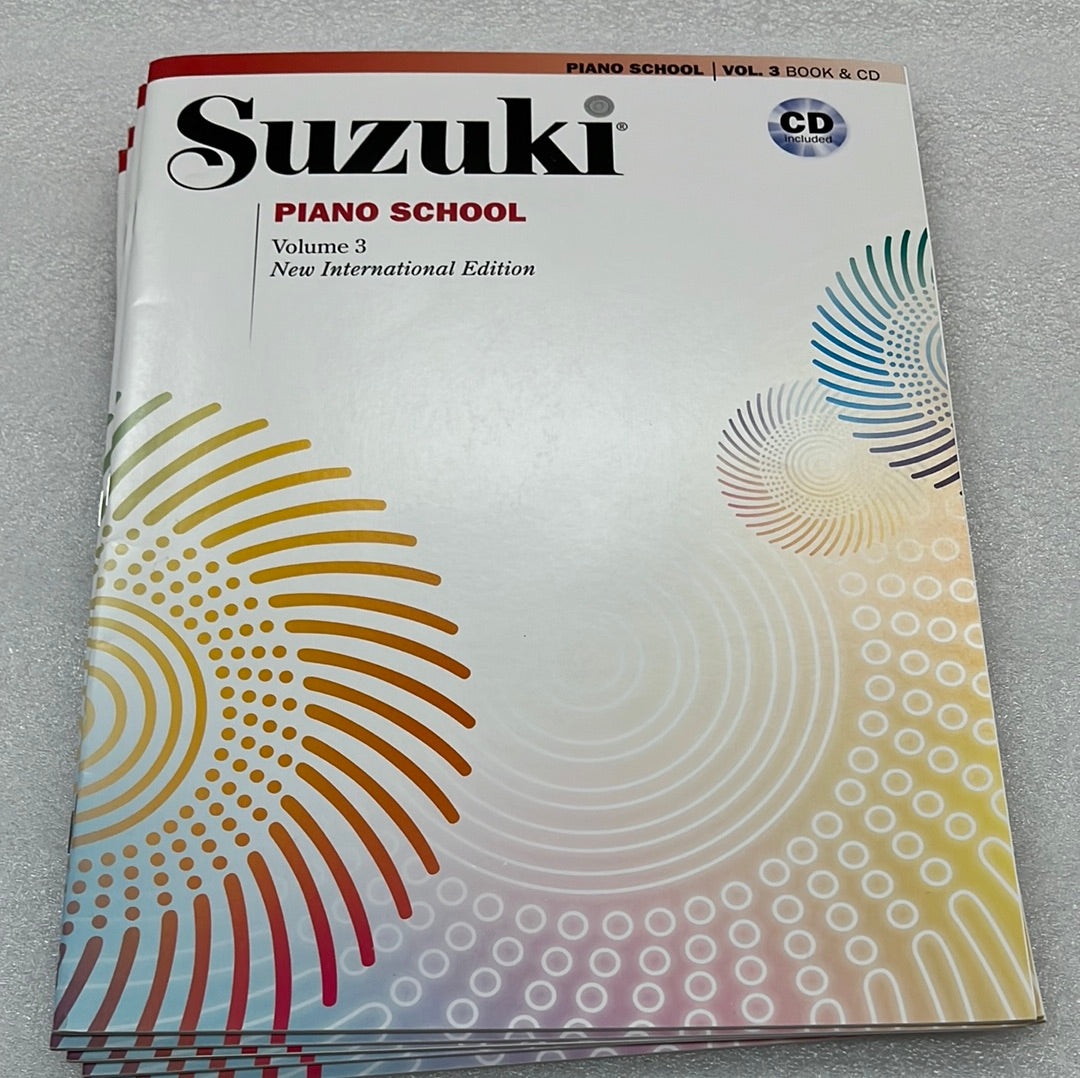 PIANO SCHOOL | VOL. 3 BOOK & CD
Suzuki®
CD
included
PIANO SCHOOL
Volume 3
New International Edition